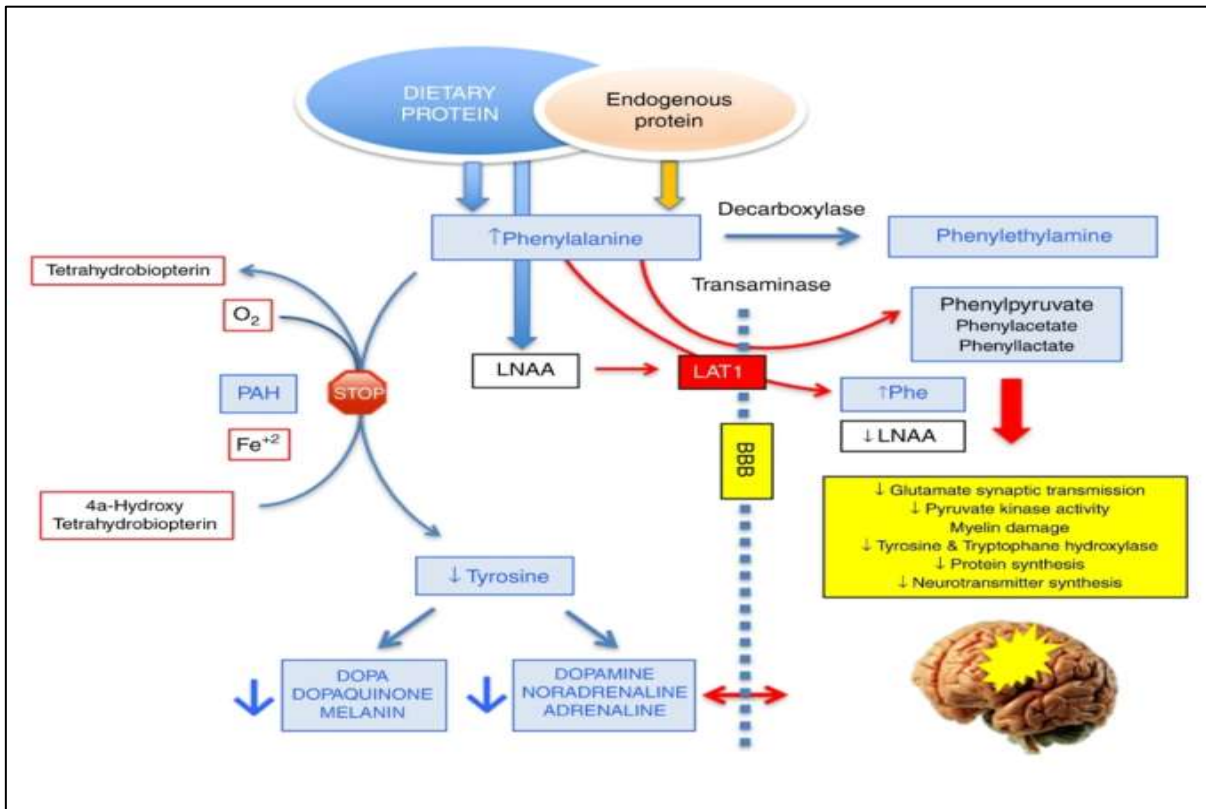 DIETARY
PROTEIN
Endogenous
protein
Decarboxylase
↑Phenylalanine
Phenylethylamine
Tetrahydrobiopterin
O₂
Transaminase
Phenylpyruvate
Phenylacetate
Phenyllactate
LNAA
LAT1
PAH
STOP
↑Phe
↓LNAA
Fe⁺²
BBB
4a-Hydroxy
Tetrahydrobiopterin
↓ Glutamate synaptic transmission
↓ Pyruvate kinase activity
Myelin damage
↓ Tyrosine & Tryptophane hydroxylase
↓ Protein synthesis
↓ Neurotransmitter synthesis
↓ Tyrosine
DOPA
DOPAQUINONE
MELANIN
DOPAMINE
NORADRENALINE
ADRENALINE